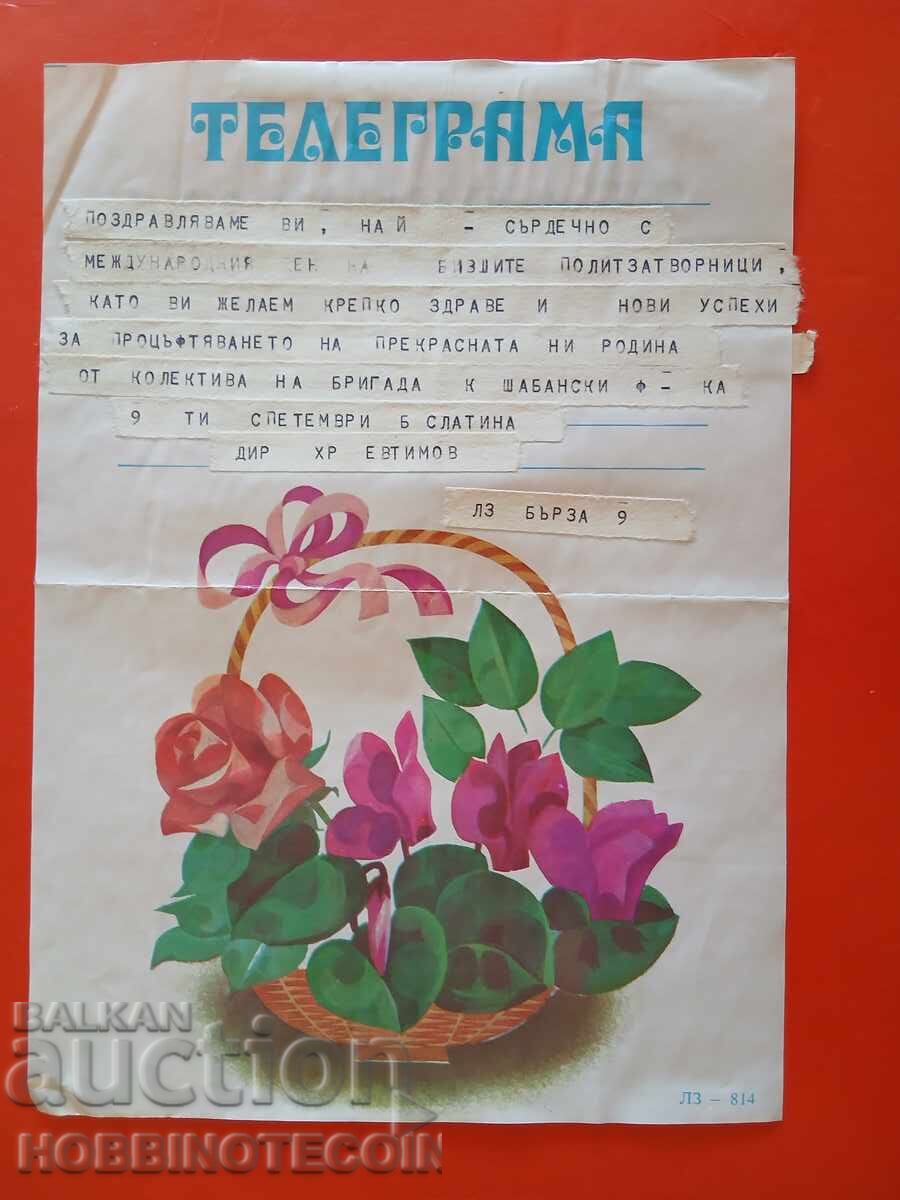 ТЕЛЕГРАМА
ПОЗДРАВЛЯВАМЕ ВИ , НАЙ – СЪРДЕЧНО С
МЕЖДУНАРОДНИЯ ДЕН НА БИВШИТЕ ПОЛИТЗАТВОРНИЦИ ,
КАТО ВИ ЖЕЛАЕМ КРЕПКО ЗДРАВЕ И НОВИ УСПЕХИ
ЗА ПРОЦЪФТЯВАНЕТО НА ПРЕКРАСНАТА НИ РОДИНА
ОТ КОЛЕКТИВА НА БРИГАДА К ШАБАНСКИ Ф – КА
9 ТИ СПЕТЕМВРИ Б СЛАТИНА
ДИР ХР ЕВТИМОВ
ЛЗ БЪРЗА 9
ЛЗ – 814
BALKAN
auction
HOBBINOTECOIN